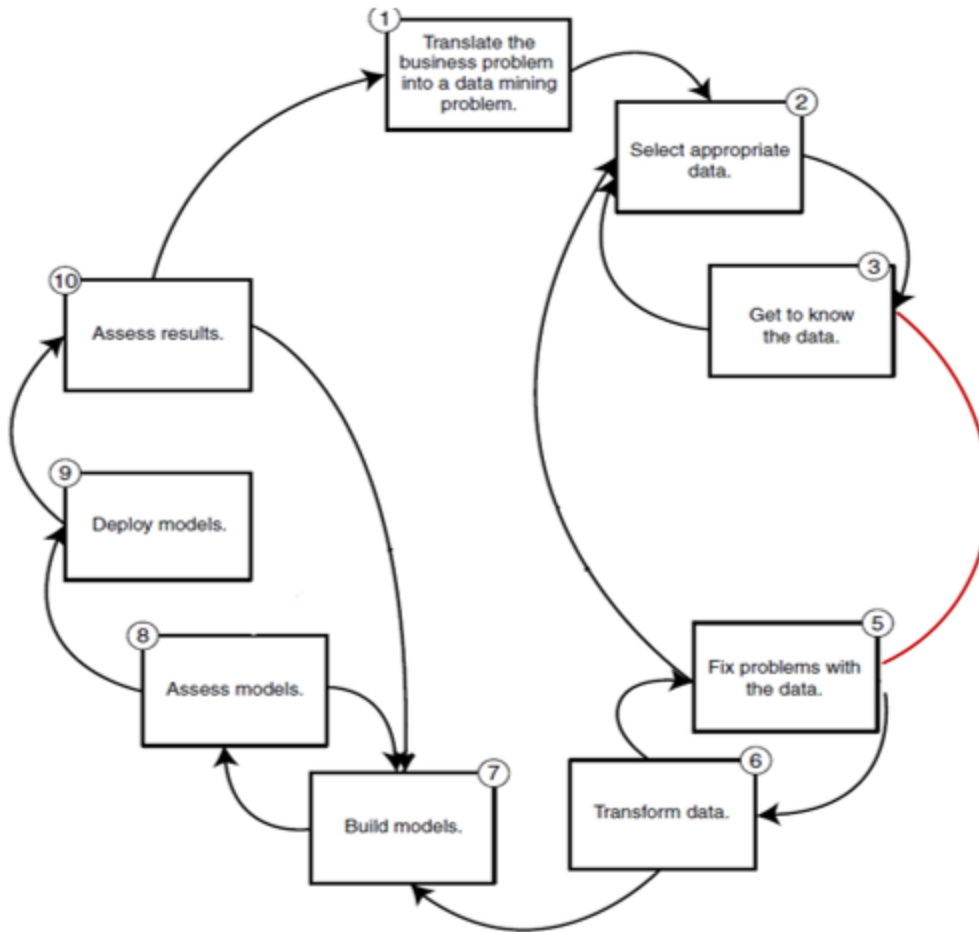 1
Translate the
business problem
into a data mining
problem.
2
Select appropriate
data.
3
Get to know
the data.
5
Fix problems with
the data.
6
Transform data.
7
Build models.
8
Assess models.
9
Deploy models.
10
Assess results.